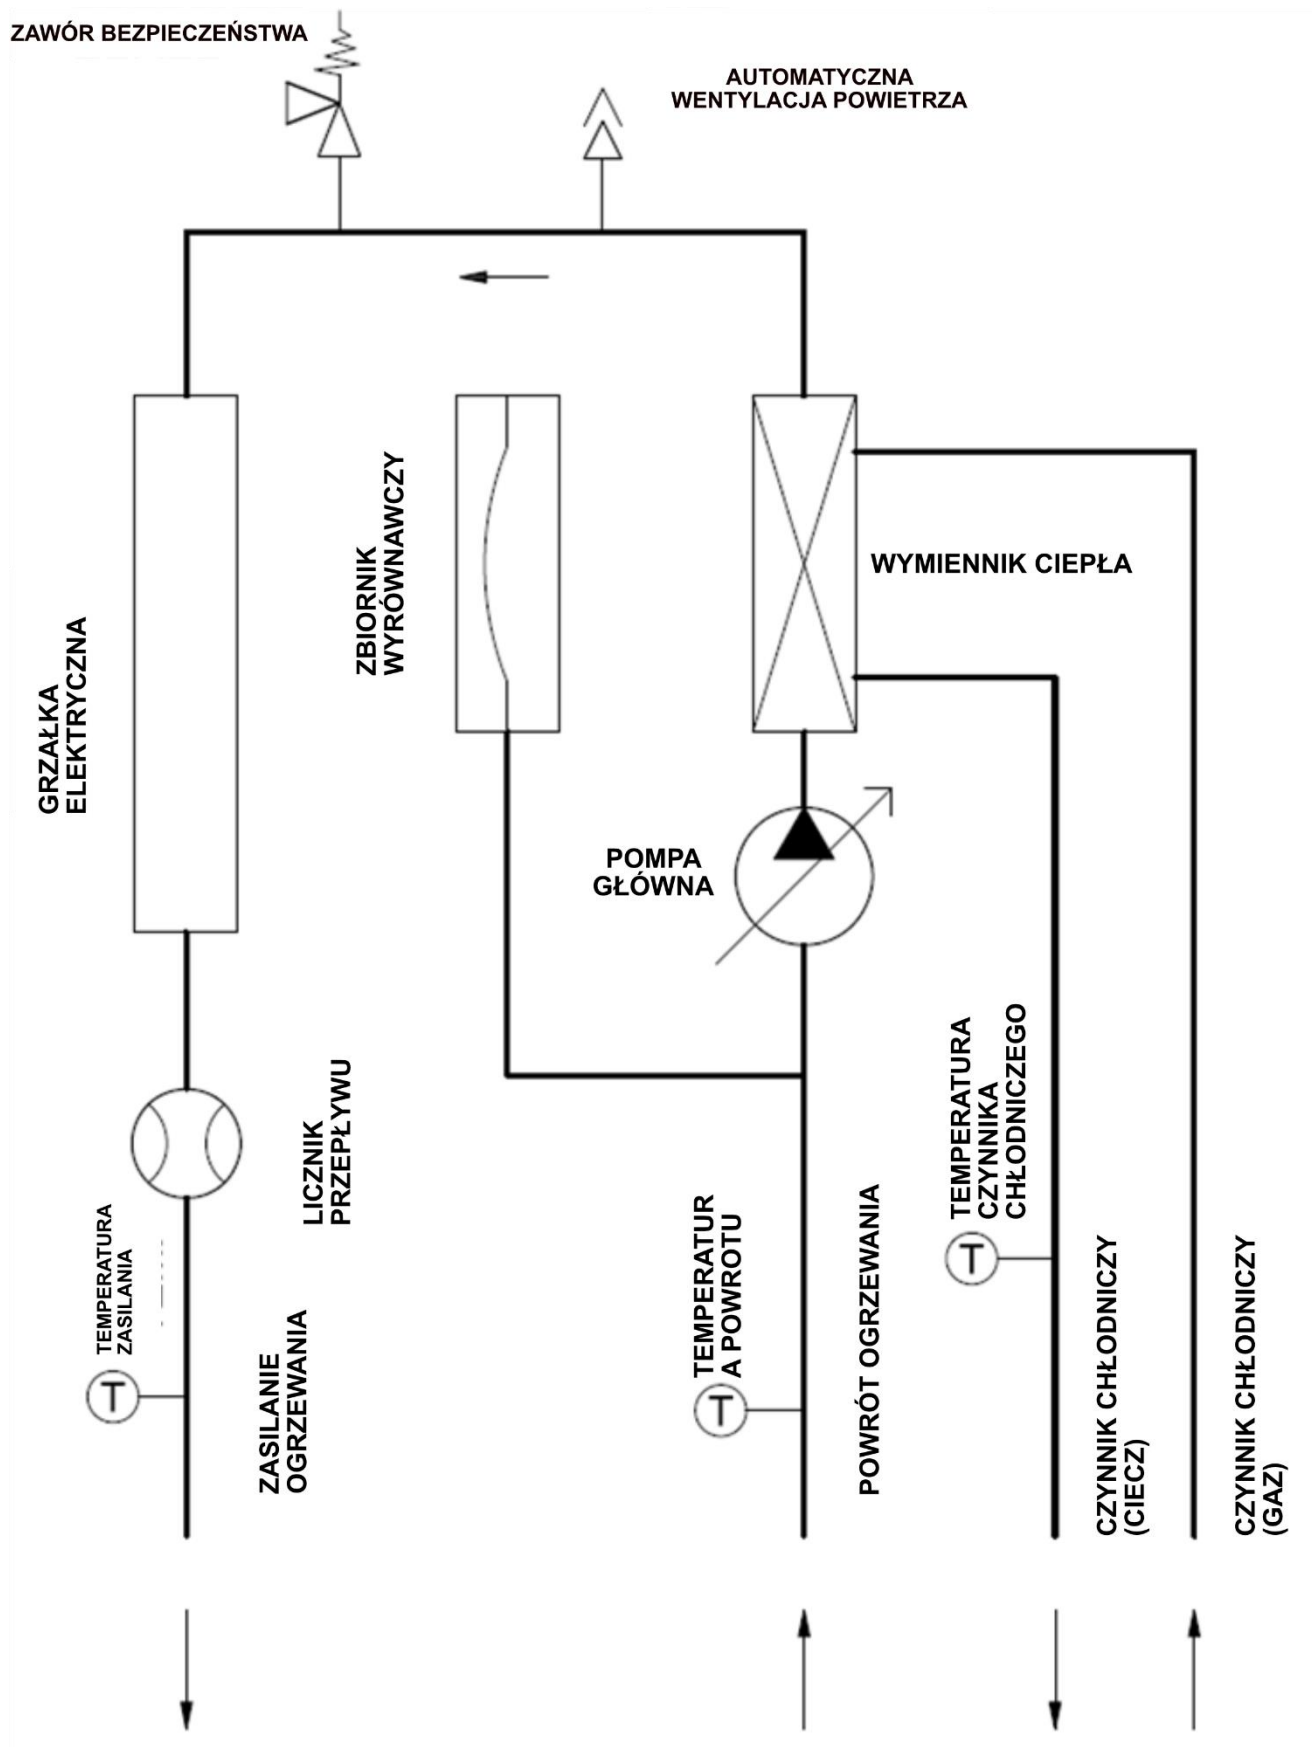 ZAWÓR BEZPIECZEŃSTWA
AUTOMATYCZNA
WENTYLACJA POWIETRZA
GRZAŁKA
ELEKTRYCZNA
ZBIORNIK
WYRÓWNAWCZY
WYMIENNIK CIEPŁA
POMPA
GŁÓWNA
LICZNIK
PRZEPŁYWU
TEMPERATURA
ZASILANIA
T
ZASILANIE
OGRZEWANIA
TEMPERATUR
A POWROTU
T
POWRÓT OGRZEWANIA
TEMPERATURA
CZYNNIKA
CHŁODNICZEGO
T
CZYNNIK CHŁODNICZY
(CIECZ)
CZYNNIK CHŁODNICZY
(GAZ)